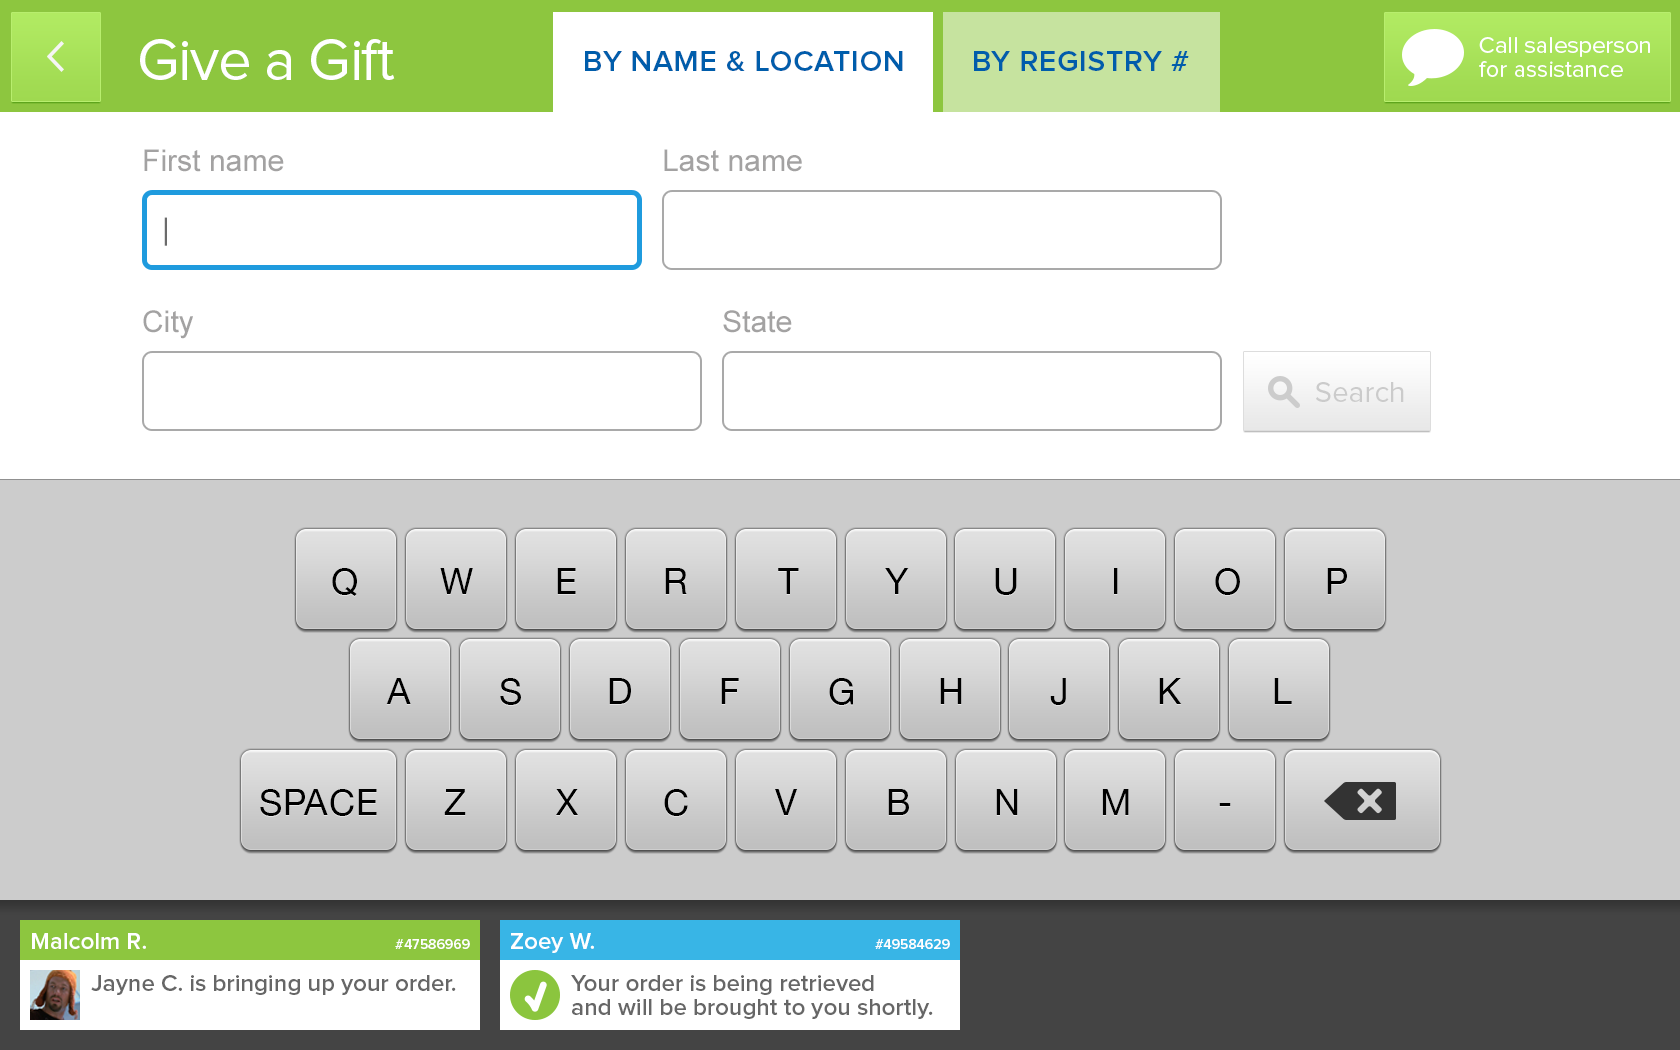 Give a Gift
BY NAME & LOCATION
BY REGISTRY #
Call salesperson
for assistance
First name
Last name
City
State
Search
Q W E R T Y U I O P
A S D F G H J K L
SPACE Z X C V B N M -
Malcolm R. #47586969
Jayne C. is bringing up your order.
Zoey W. #49584629
Your order is being retrieved
and will be brought to you shortly.